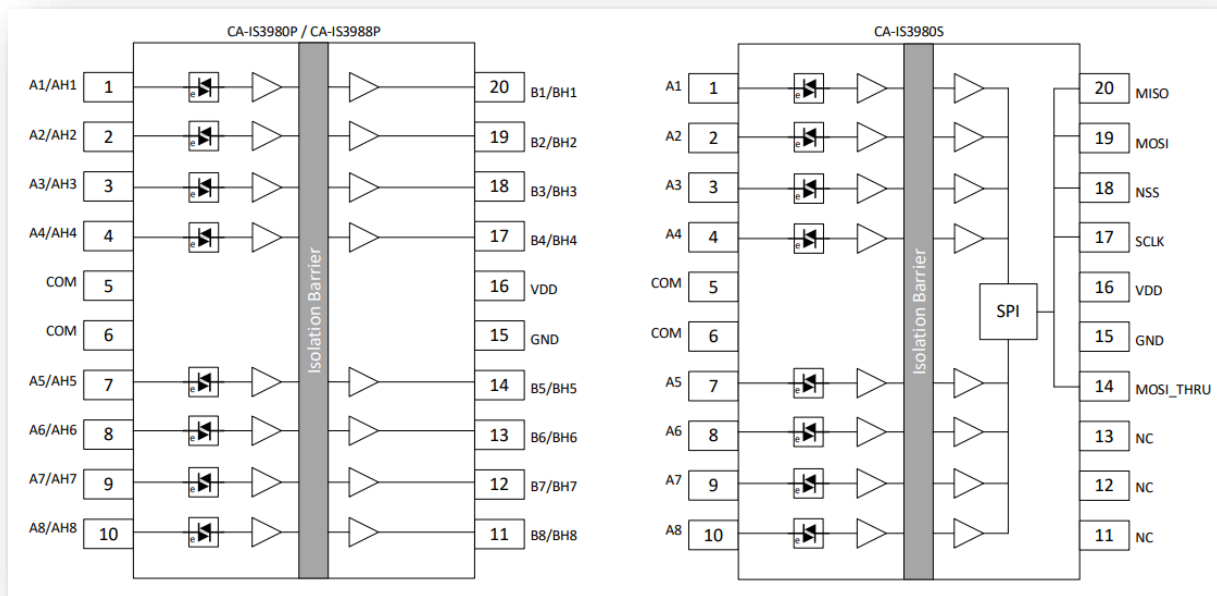 CA-IS3980P / CA-IS3988P
A1/AH1 1 e 20 B1/BH1
A2/AH2 2 e 19 B2/BH2
A3/AH3 3 e 18 B3/BH3
A4/AH4 4 e 17 B4/BH4
COM 5 16 VDD
COM 6 15 GND
A5/AH5 7 e 14 B5/BH5
A6/AH6 8 e 13 B6/BH6
A7/AH7 9 e 12 B7/BH7
A8/AH8 10 e 11 B8/BH8
Isolation Barrier
CA-IS3980S
A1 1 e 20 MISO
A2 2 e 19 MOSI
A3 3 e 18 NSS
A4 4 e 17 SCLK
COM 5 16 VDD
SPI
COM 6 15 GND
A5 7 e 14 MOSI_THRU
A6 8 e 13 NC
A7 9 e 12 NC
A8 10 e 11 NC
Isolation Barrier